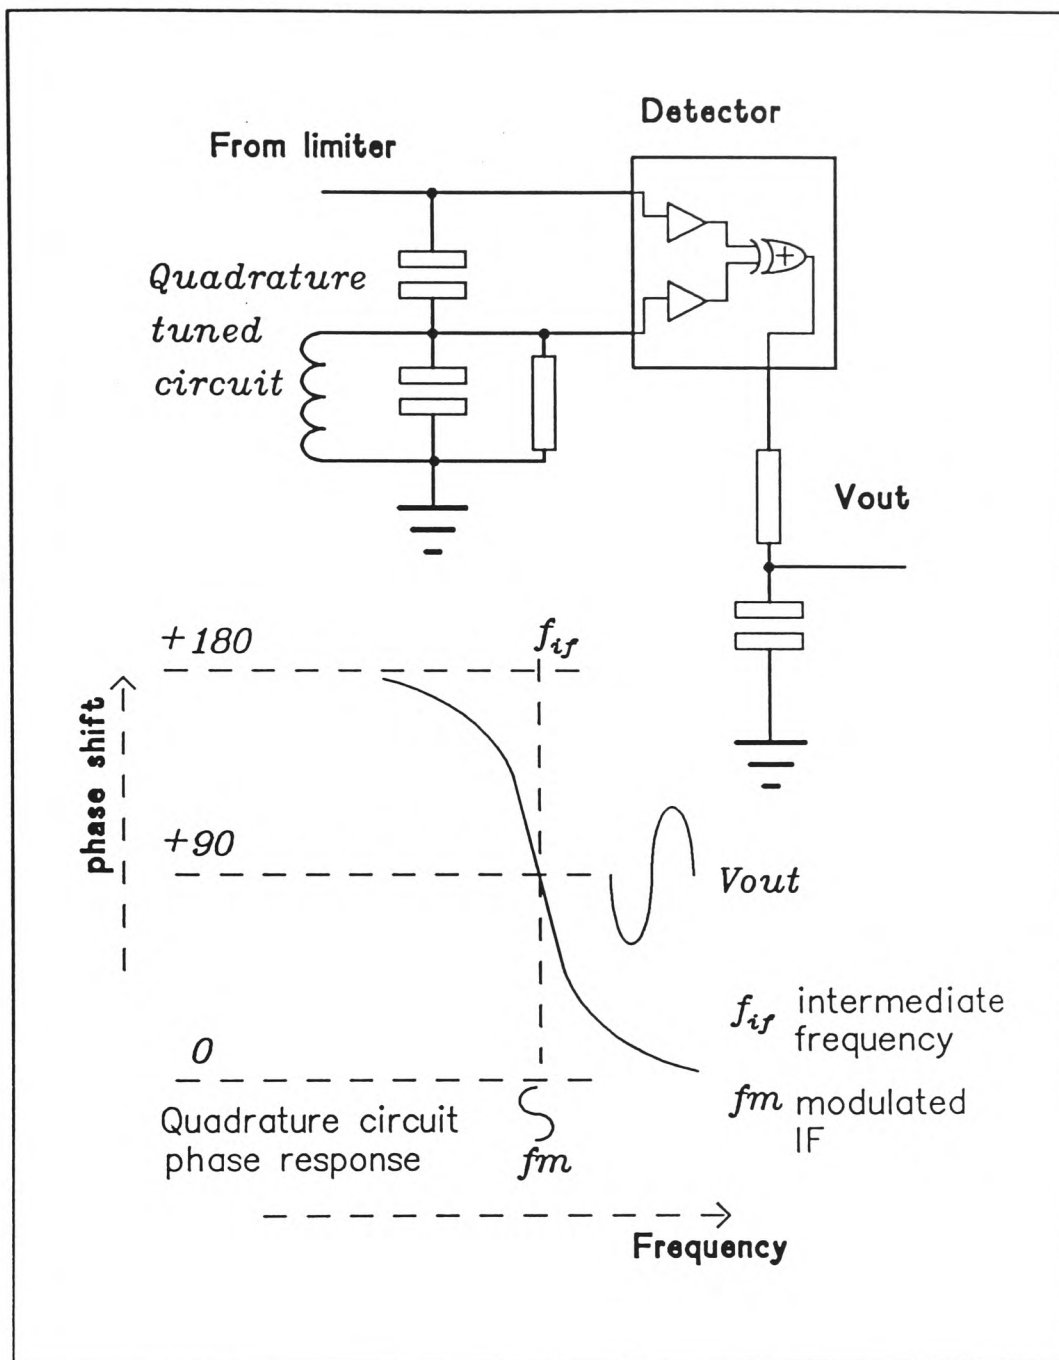 Detector
From limiter
Quadrature
tuned
circuit
Vout
+180
f_if
phase shift
+90
Vout
0
f_if intermediate
frequency
fm modulated
IF
Quadrature circuit
phase response
fm
Frequency